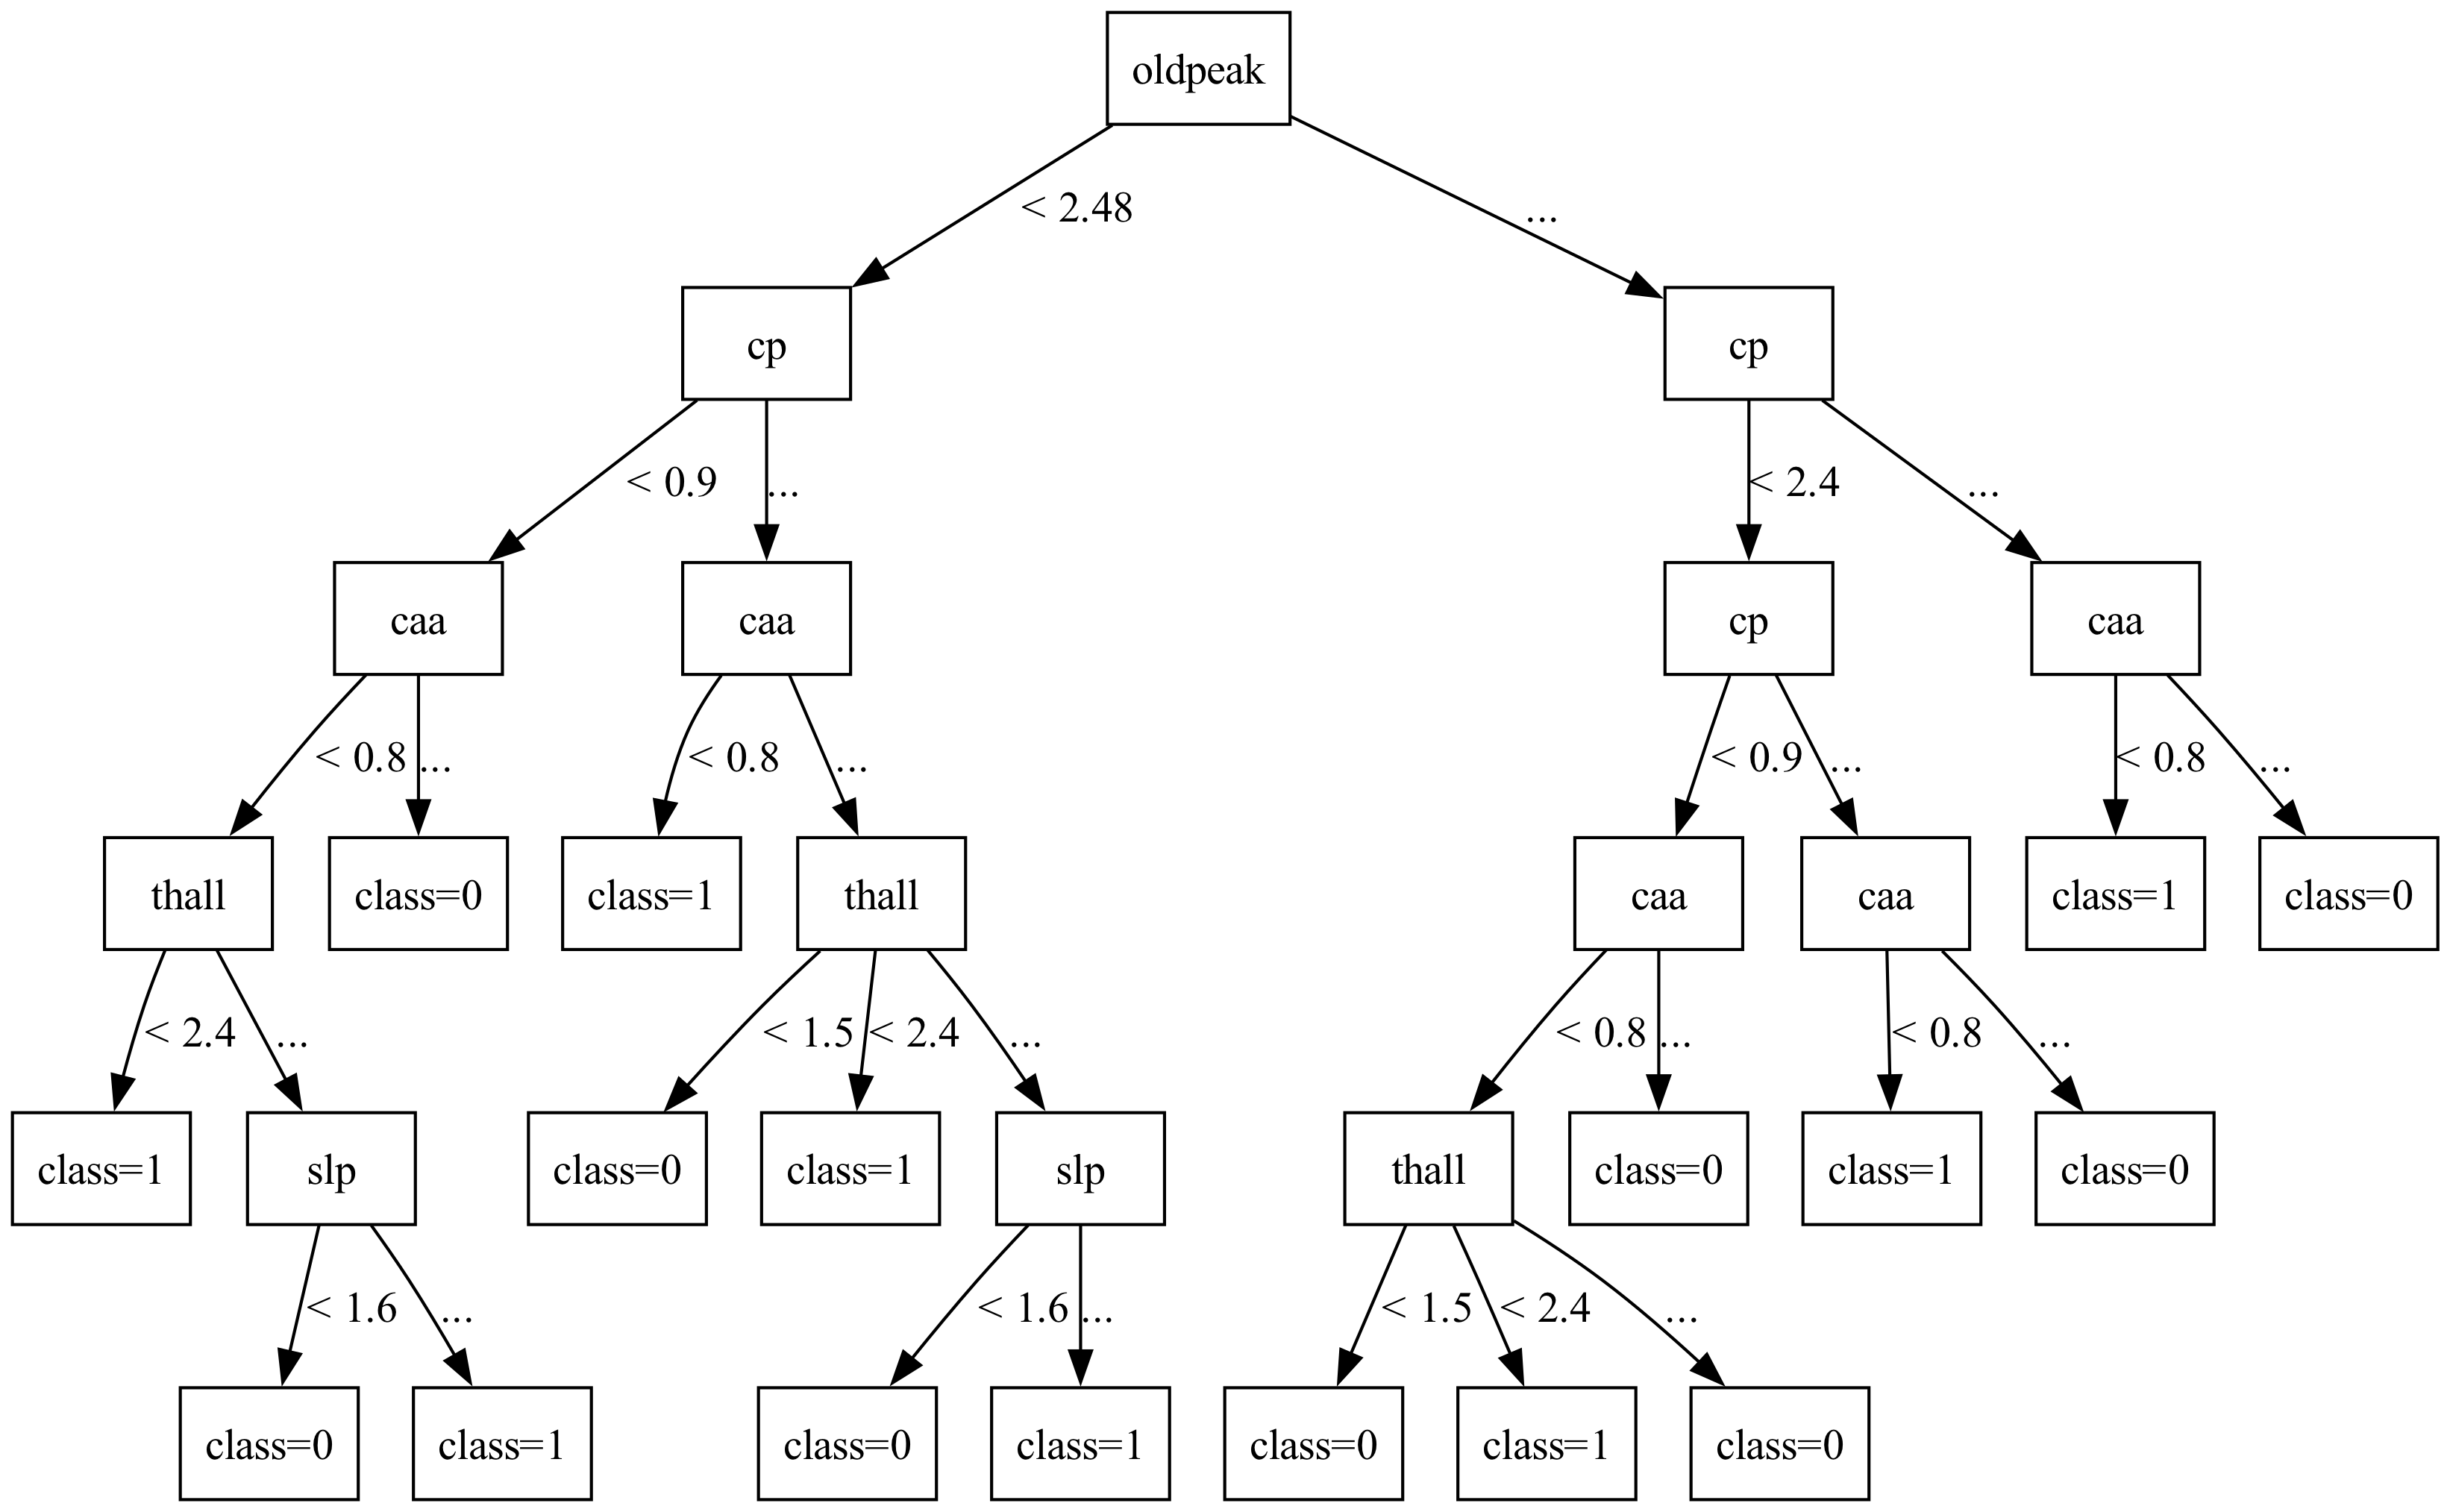 oldpeak
< 2.48
...
cp
cp
< 0.9
...
< 2.4
...
caa
caa
cp
caa
< 0.8
...
< 0.8
...
< 0.9
...
< 0.8
...
thall
class=0
class=1
thall
caa
caa
class=1
class=0
< 2.4
...
< 1.5
< 2.4
...
< 0.8
...
< 0.8
...
class=1
slp
class=0
class=1
slp
thall
class=0
class=1
class=0
< 1.6
...
< 1.6
...
< 1.5
< 2.4
...
class=0
class=1
class=0
class=1
class=0
class=1
class=0